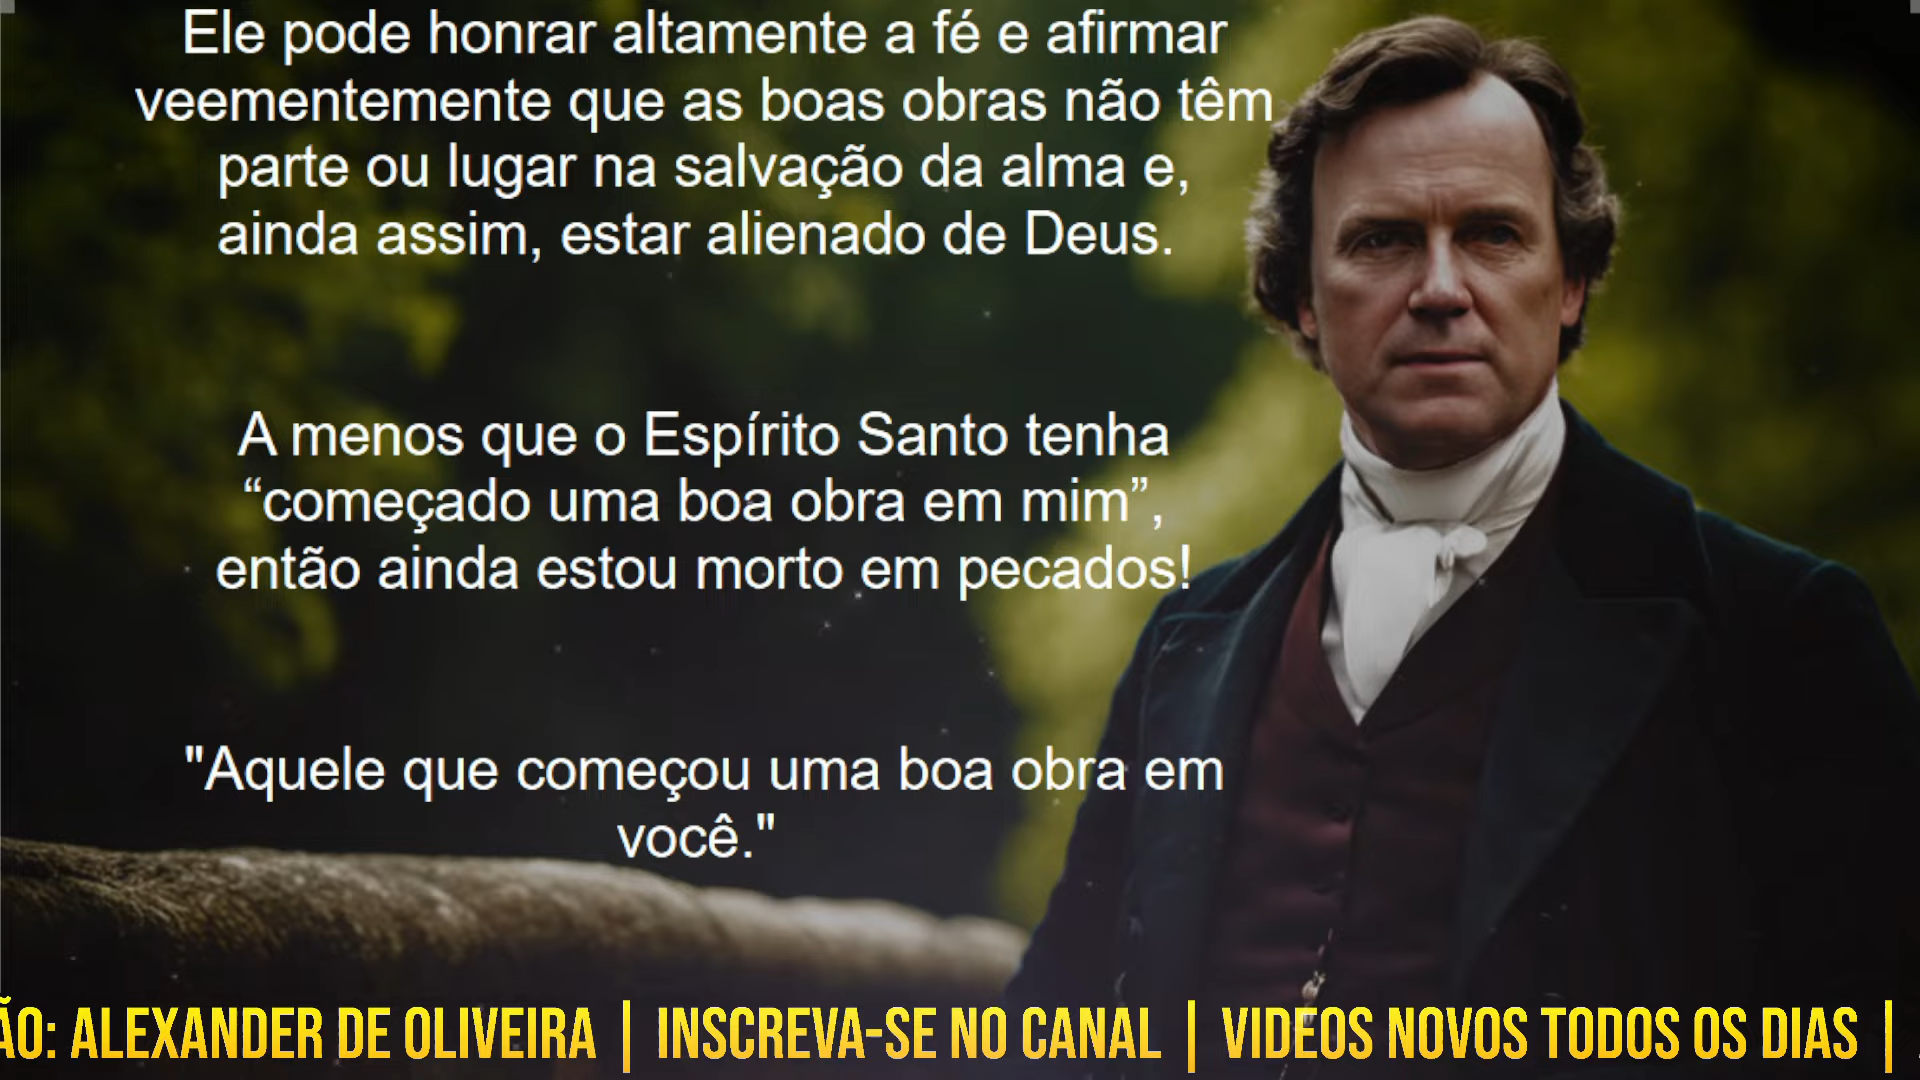 Ele pode honrar altamente a fé e afirmar
veementemente que as boas obras não têm
parte ou lugar na salvação da alma e,
ainda assim, estar alienado de Deus.
A menos que o Espírito Santo tenha
“começado uma boa obra em mim”,
então ainda estou morto em pecados!
"Aquele que começou uma boa obra em
você."
ÃO: ALEXANDER DE OLIVEIRA | INSCREVA-SE NO CANAL | VIDEOS NOVOS TODOS OS DIAS |